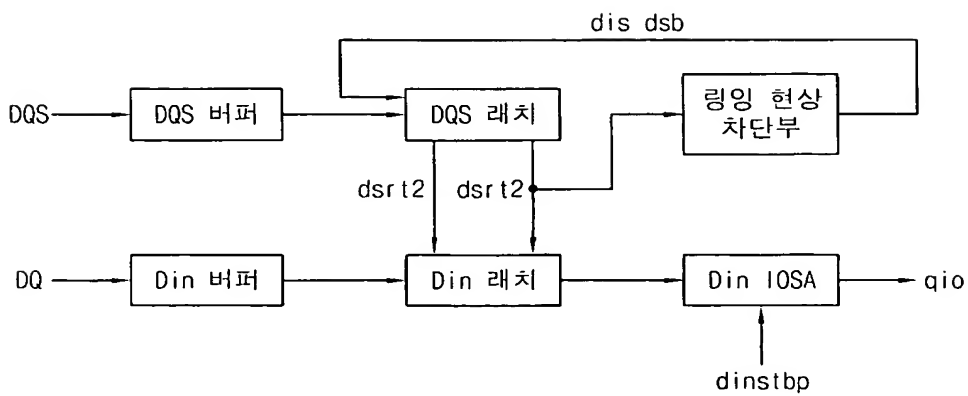 dis dsb
DQS
DQS 버퍼
DQS 래치
링잉 현상
차단부
dsrt2
dsrt2
DQ
Din 버퍼
Din 래치
Din IOSA
qio
dinstbp